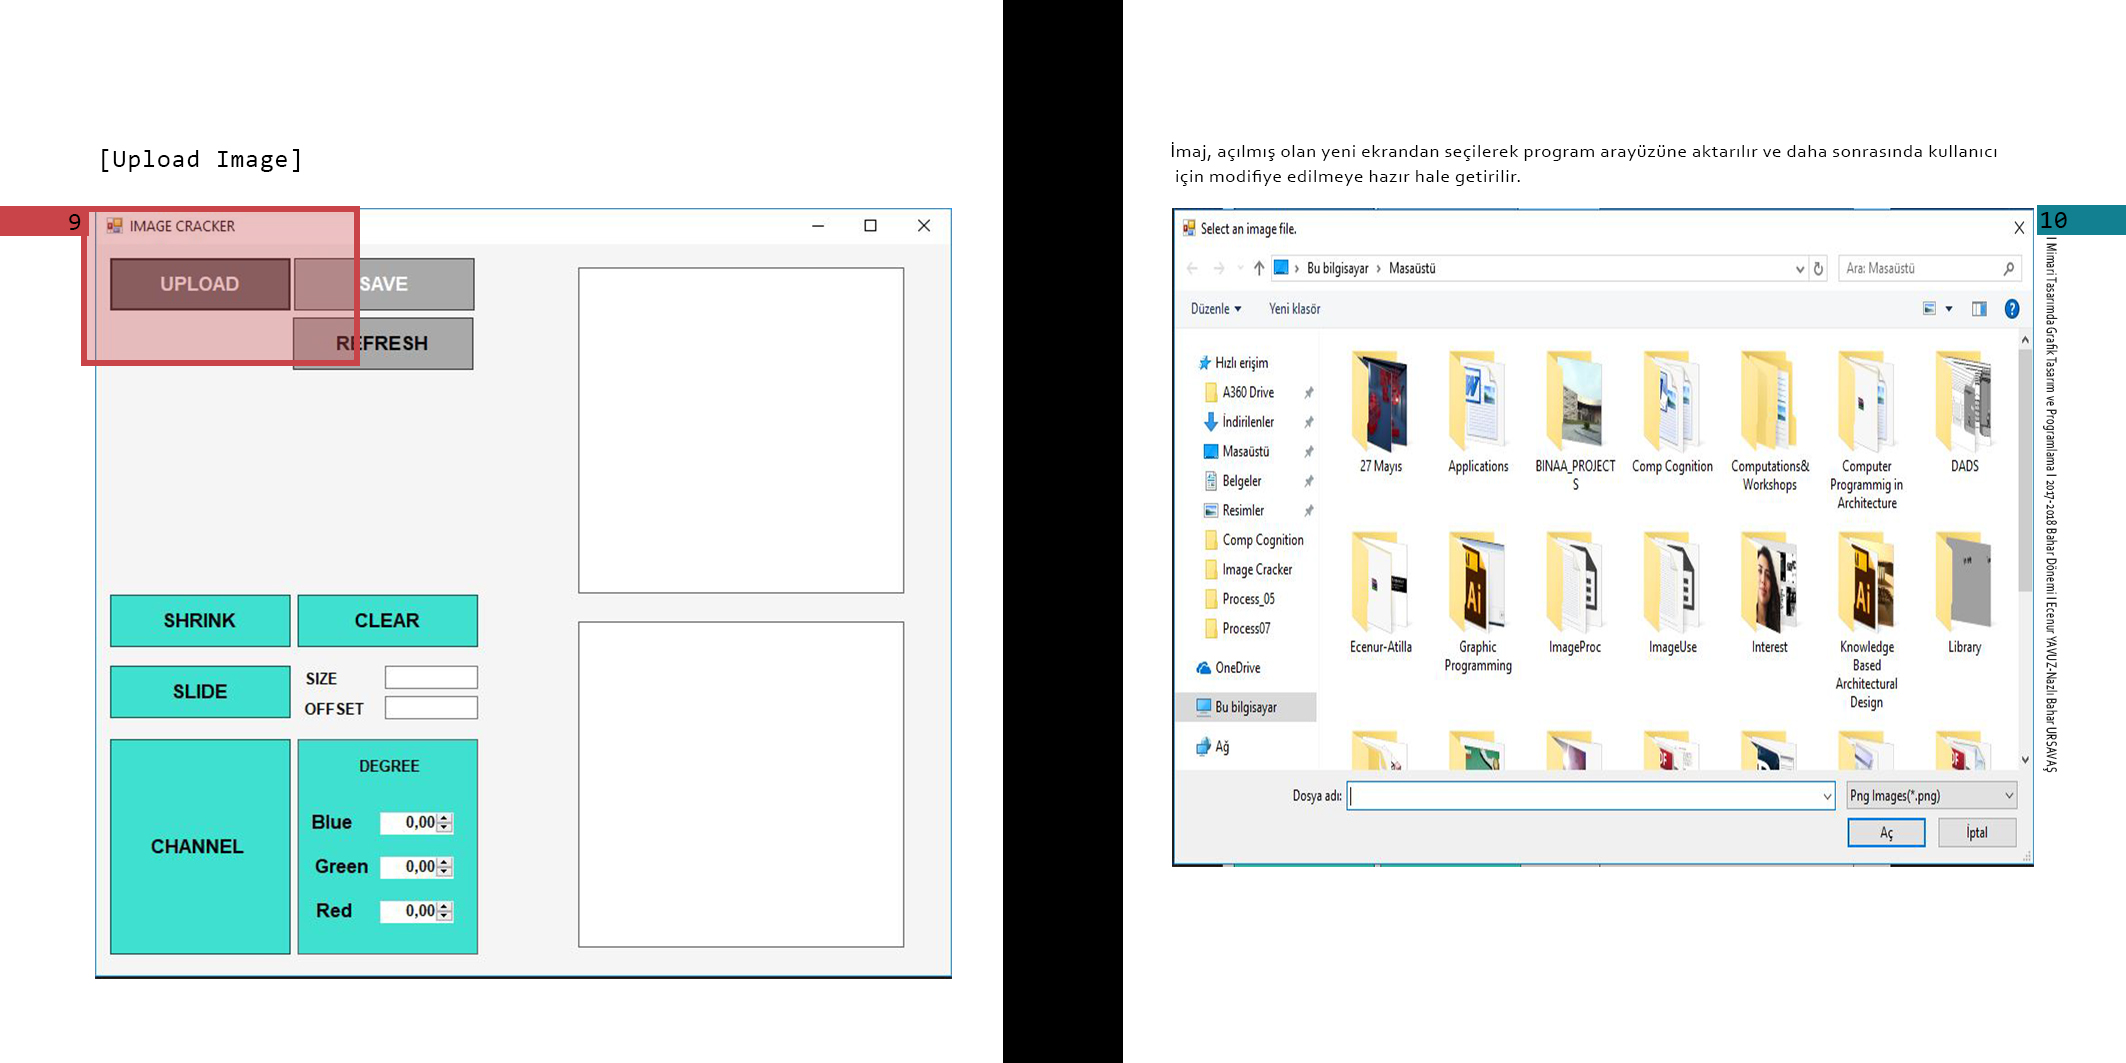 [Upload Image]
9
IMAGE CRACKER
UPLOAD
SAVE
REFRESH
SHRINK
CLEAR
SLIDE
SIZE
OFFSET
CHANNEL
DEGREE
Blue 0,00
Green 0,00
Red 0,00
İmaj, açılmış olan yeni ekrandan seçilerek program arayüzüne aktarılır ve daha sonrasında kullanıcı
için modifiye edilmeye hazır hale getirilir.
10
Select an image file.
Bu bilgisayar › Masaüstü
Ara: Masaüstü
Düzenle
Yeni klasör
Hızlı erişim
A360 Drive
İndirilenler
Masaüstü
Belgeler
Resimler
Comp Cognition
Image Cracker
Process_05
Process07
OneDrive
Bu bilgisayar
Ağ
27 Mayıs
Applications
BINAA_PROJECT
S
Comp Cognition
Computations&
Workshops
Computer
Programmig in
Architecture
DADS
Ecenur-Atilla
Graphic
Programming
ImageProc
ImageUse
Interest
Knowledge
Based
Architectural
Design
Library
Dosya adı:
Png Images(*.png)
Aç
İptal
I Mimari Tasarımda Grafik Tasarım ve Programlama I 2017-2018 Bahar Dönemi I Ecenur YAVUZ-Nazlı Bahar URSAVAŞ